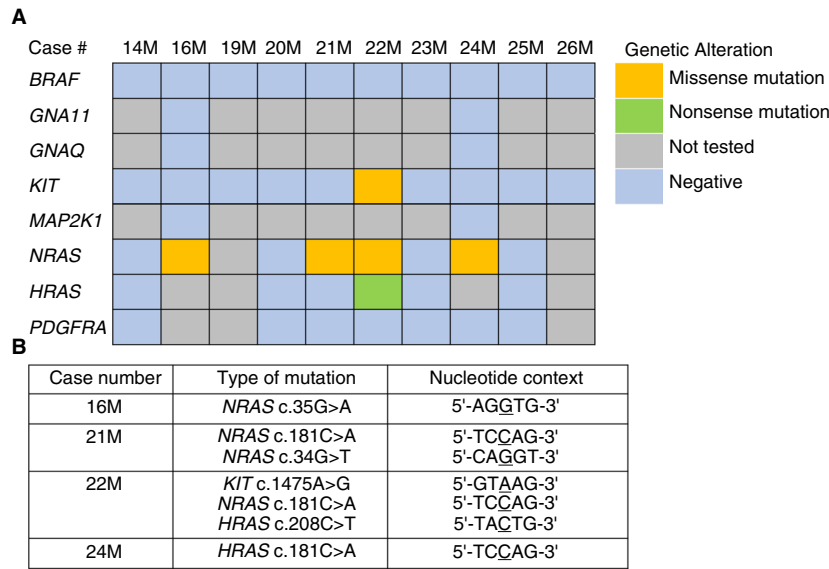 A
Case # 14M 16M 19M 20M 21M 22M 23M 24M 25M 26M
BRAF
GNA11
GNAQ
KIT
MAP2K1
NRAS
HRAS
PDGFRA
Genetic Alteration
Missense mutation
Nonsense mutation
Not tested
Negative
B
Case number Type of mutation Nucleotide context
16M NRAS c.35G>A 5'-AGGTG-3'
21M NRAS c.181C>A 5'-TCCAG-3'
NRAS c.34G>T 5'-CAGGT-3'
22M KIT c.1475A>G 5'-GTAAG-3'
NRAS c.181C>A 5'-TCCAG-3'
HRAS c.208C>T 5'-TACTG-3'
24M HRAS c.181C>A 5'-TCCAG-3'